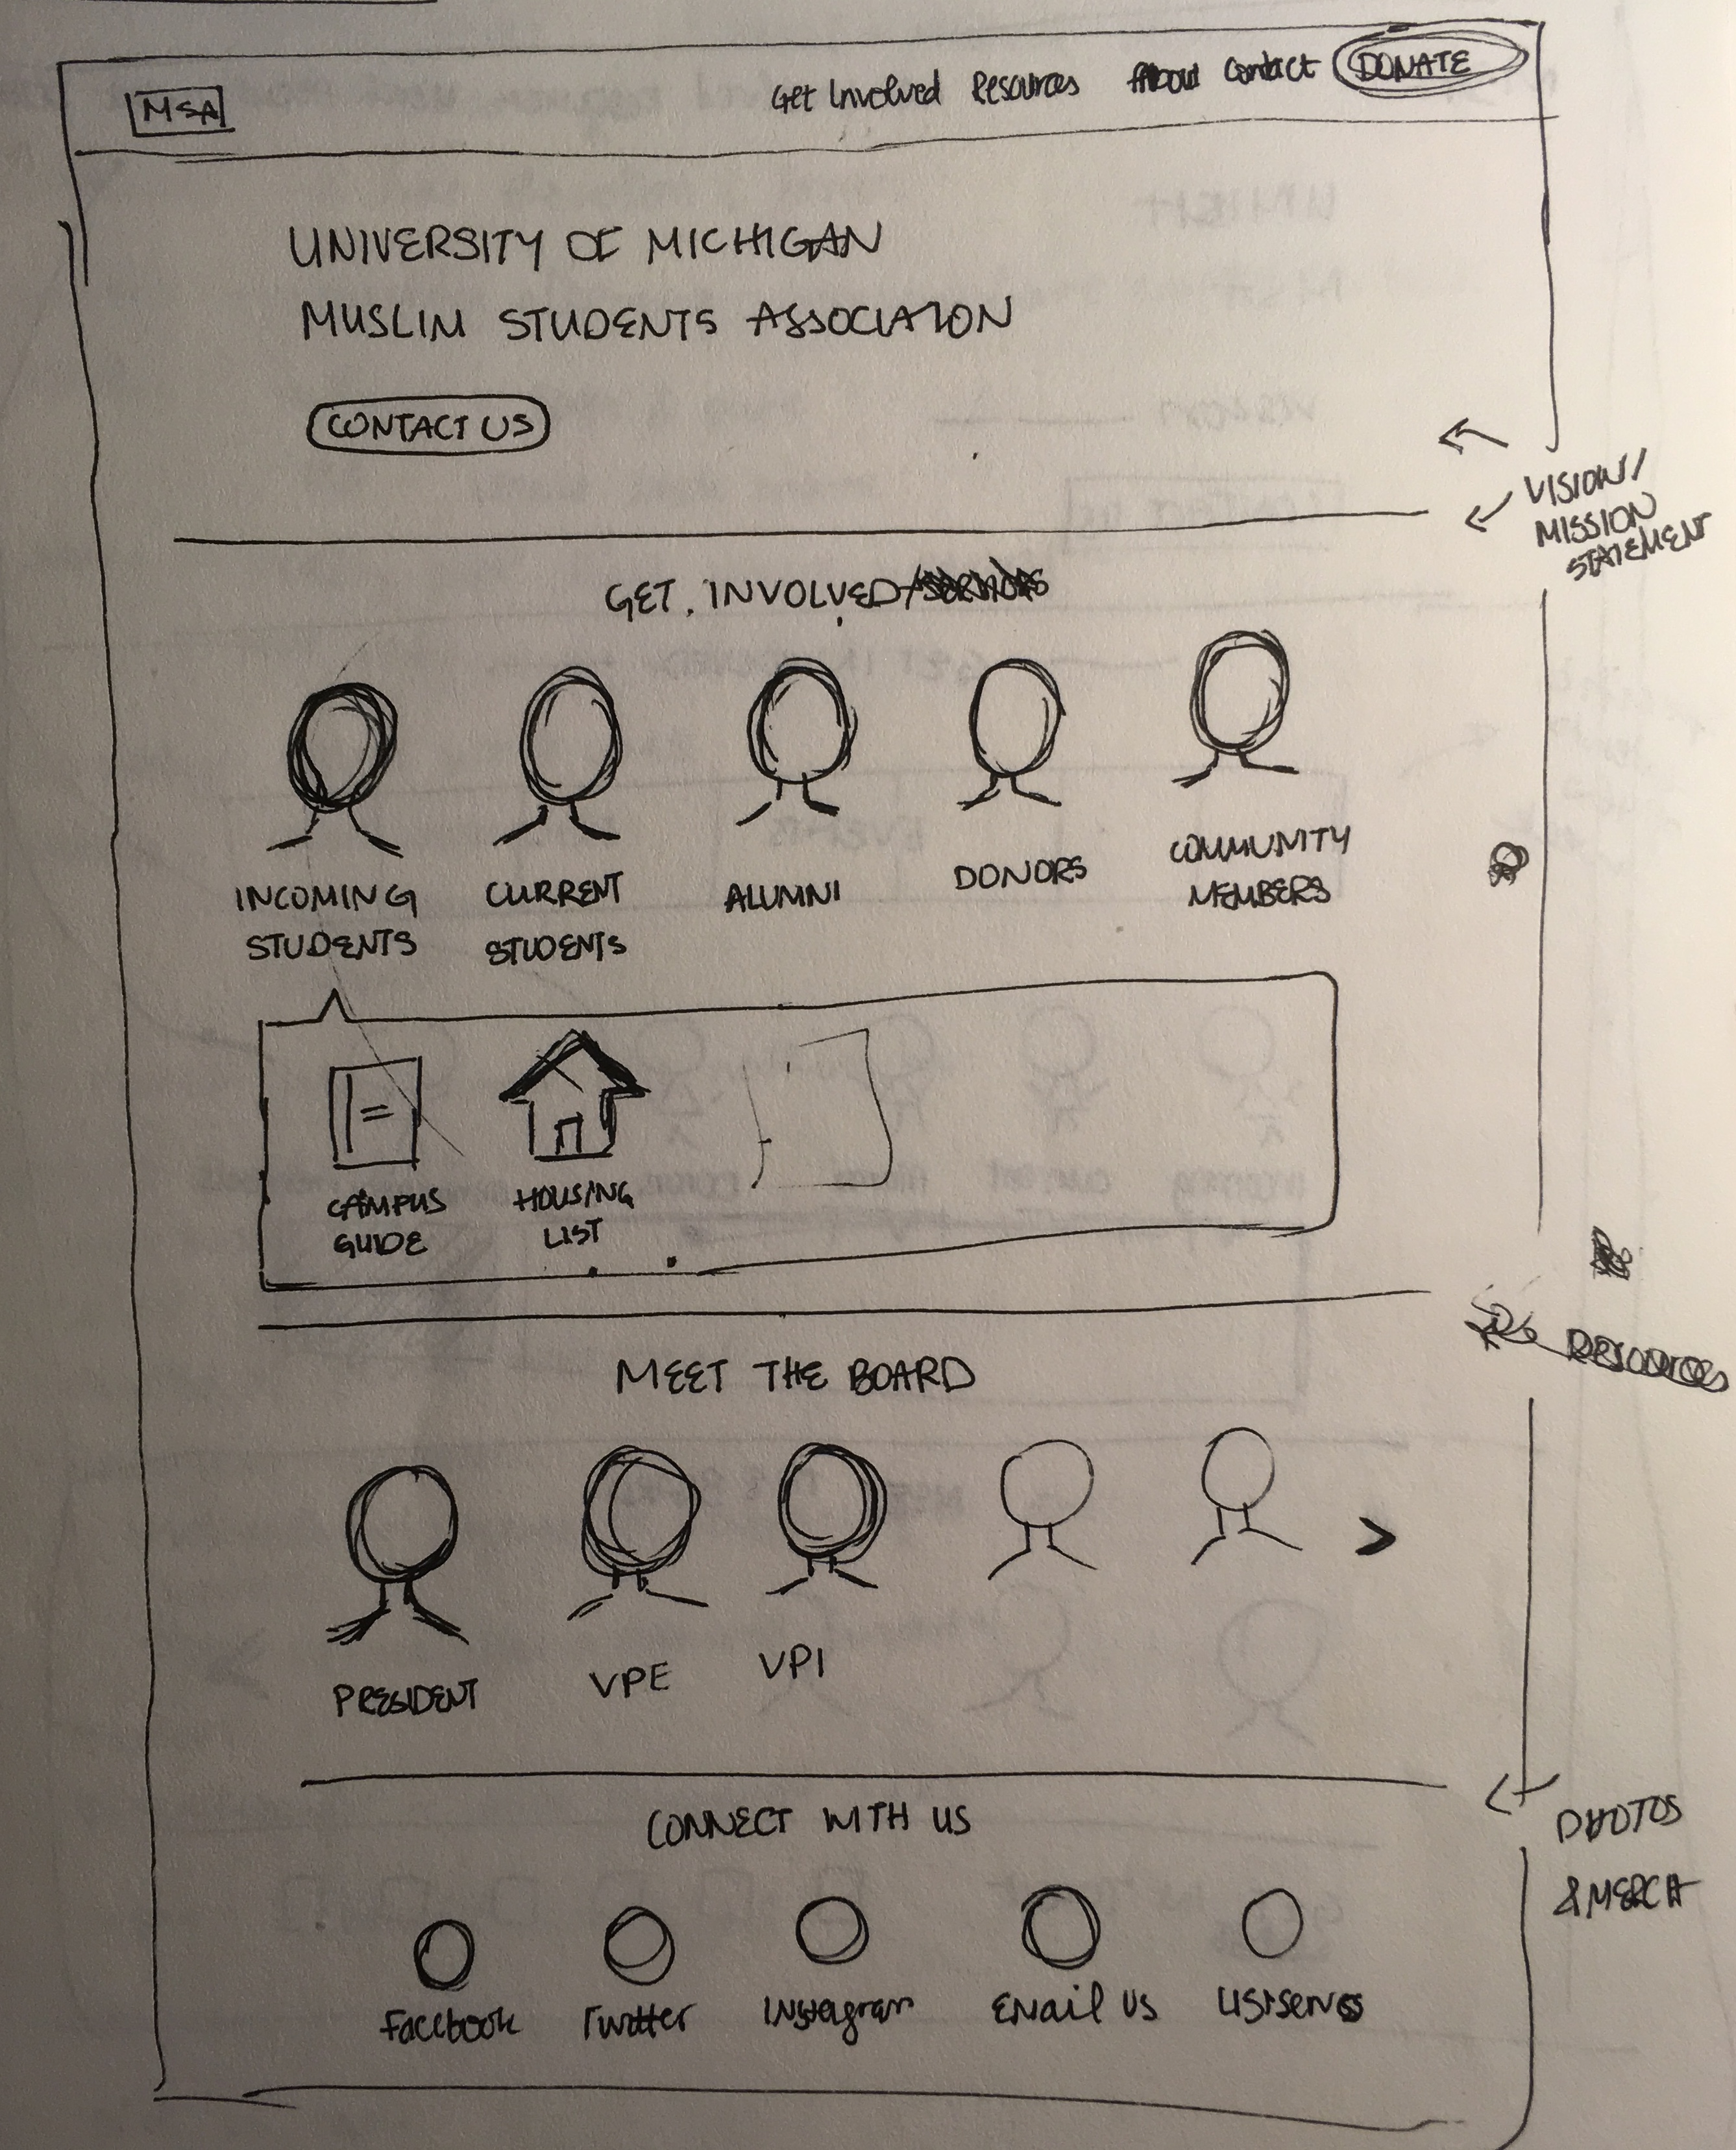 MSA
Get Involved Resources About Contact DONATE
UNIVERSITY OF MICHIGAN
MUSLIM STUDENTS ASSOCIATION
CONTACT US
VISION/
MISSION
STATEMENT
GET INVOLVED/
INCOMING
STUDENTS
CURRENT
STUDENTS
ALUMNI
DONORS
COMMUNITY
MEMBERS
CAMPUS
GUIDE
HOUSING
LIST
RESOURCES
MEET THE BOARD
PRESIDENT
VPE
VPI
>
PHOTOS
& MERCH
CONNECT WITH US
Facebook
Twitter
Instagram
Email Us
Listservs